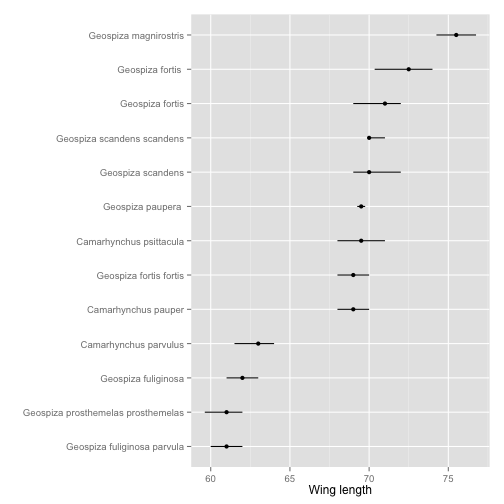 Geospiza magnirostris
Geospiza fortis
Geospiza fortis
Geospiza scandens scandens
Geospiza scandens
Geospiza paupera
Camarhynchus psittacula
Geospiza fortis fortis
Camarhynchus pauper
Camarhynchus parvulus
Geospiza fuliginosa
Geospiza prosthemelas prosthemelas
Geospiza fuliginosa parvula
60 65 70 75
Wing length